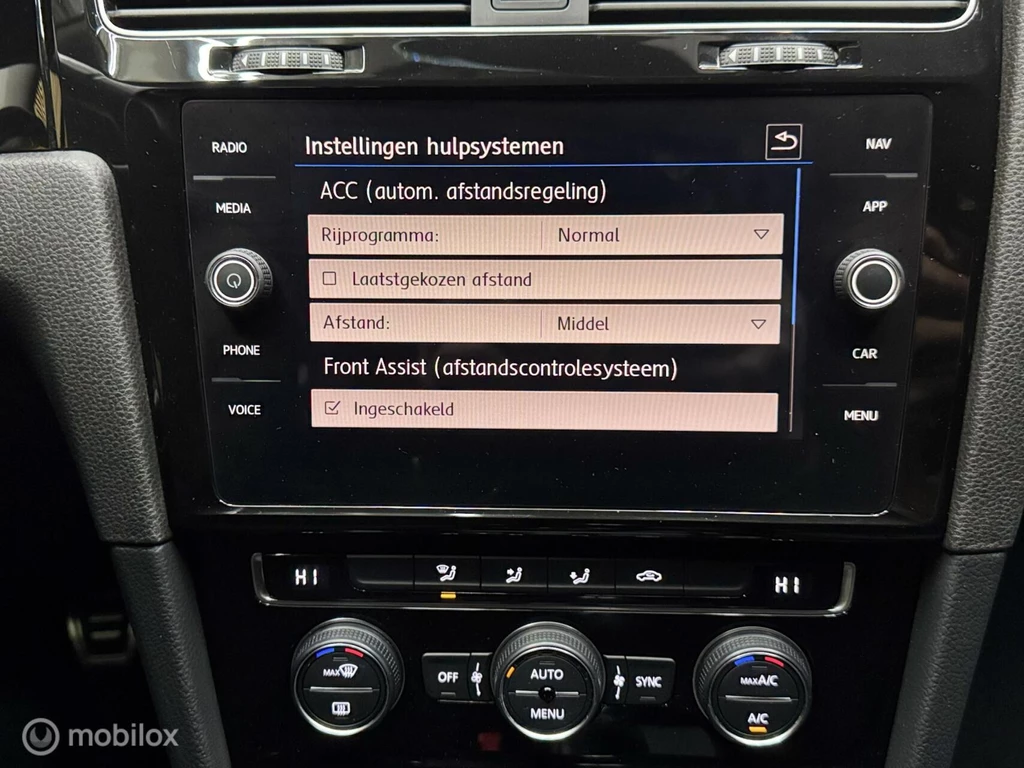 RADIO
MEDIA
PHONE
VOICE
Instellingen hulpsystemen
ACC (autom. afstandsregeling)
Rijprogramma: Normal
Laatstgekozen afstand
Afstand: Middel
Front Assist (afstandscontrolesysteem)
Ingeschakeld
NAV
APP
CAR
MENU
HI
HI
MAX
OFF
AUTO
MENU
SYNC
MAX A/C
A/C
mobilox